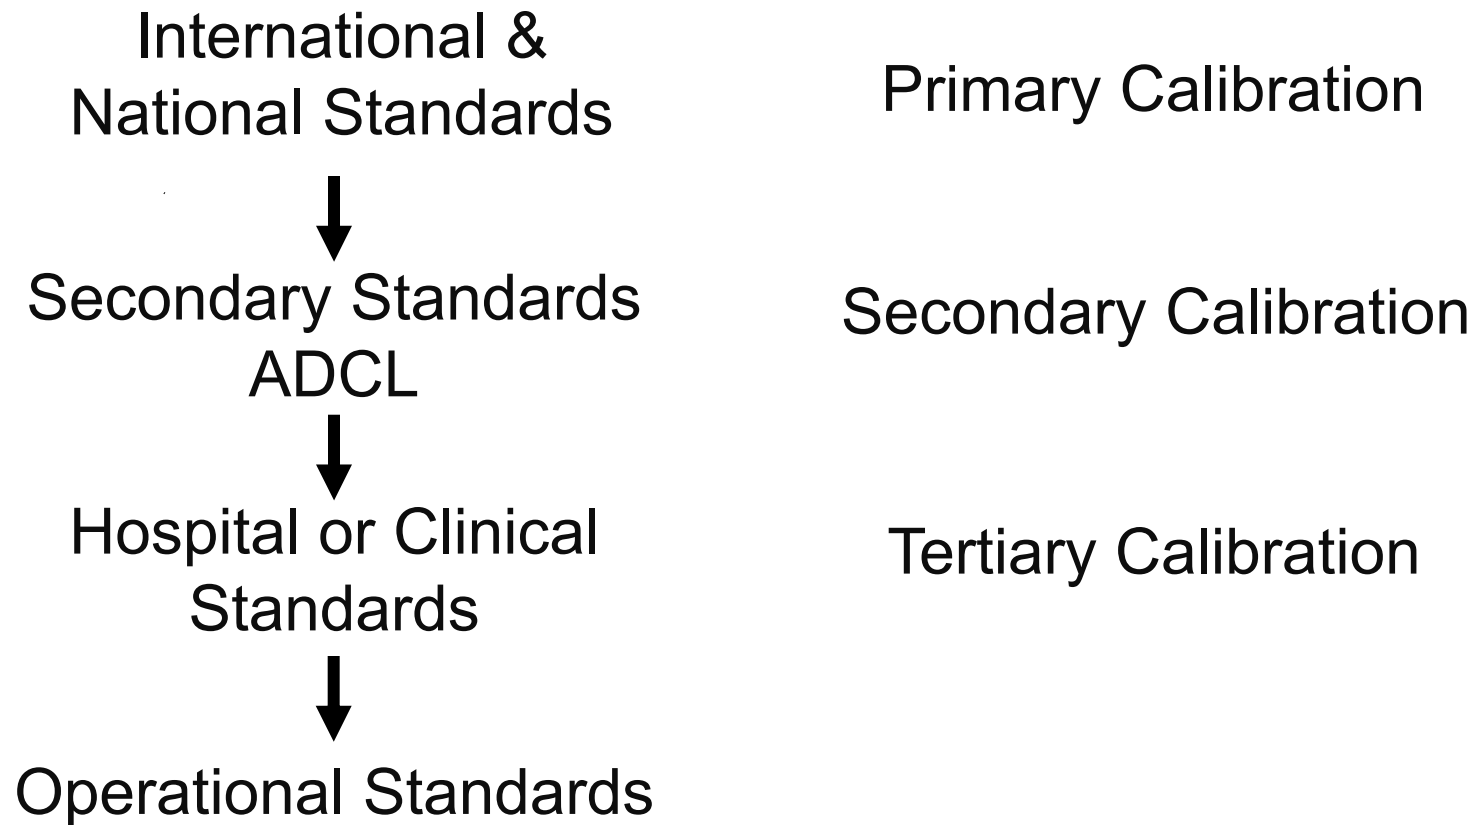 International &
National Standards
Primary Calibration
Secondary Standards
ADCL
Secondary Calibration
Hospital or Clinical
Standards
Tertiary Calibration
Operational Standards